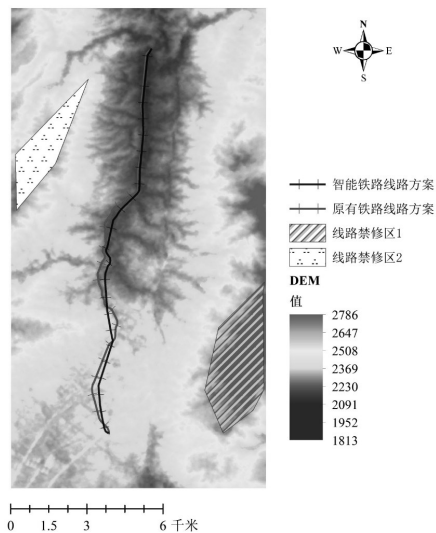 N
W E
S
智能铁路线路方案
原有铁路线路方案
线路禁修区1
线路禁修区2
DEM
值
2786
2647
2508
2369
2230
2091
1952
1813
0 1.5 3 6 千米